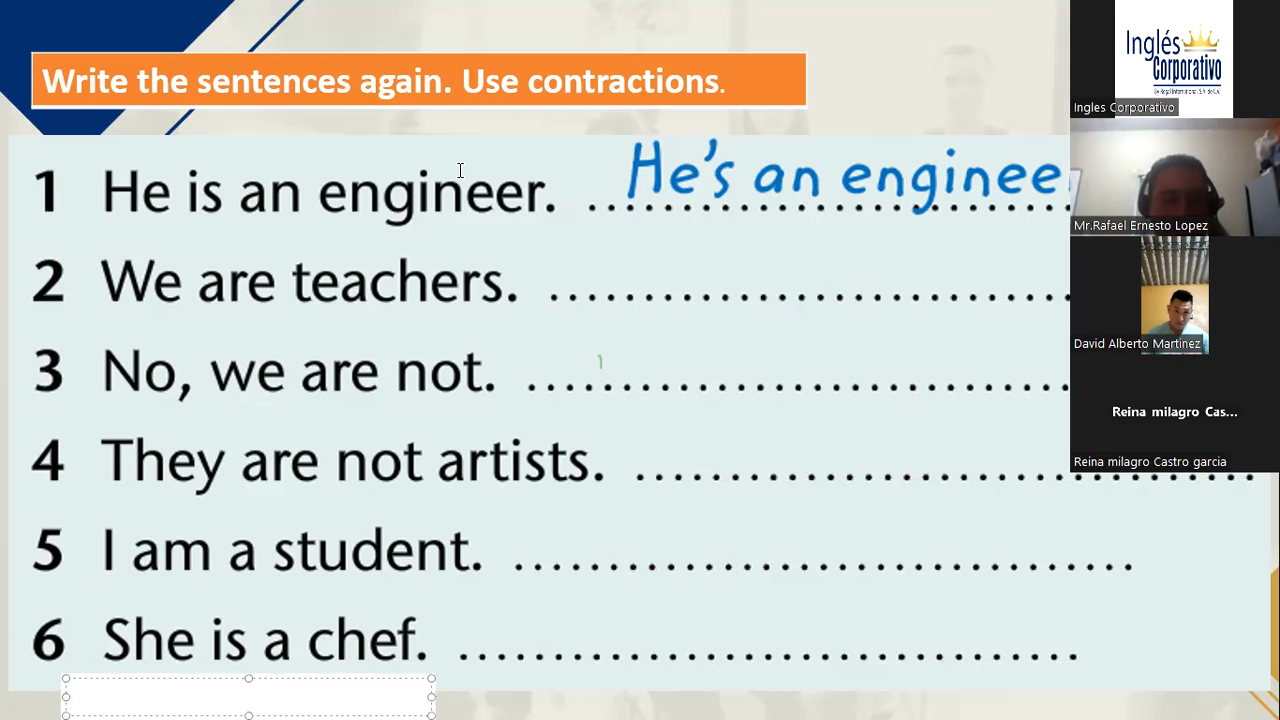 Write the sentences again. Use contractions.
1 He is an engineer. He's an enginee
2 We are teachers.
3 No, we are not.
4 They are not artists.
5 I am a student.
6 She is a chef.
Inglés
Corporativo
Ingles Corporativo
Mr.Rafael Ernesto Lopez
David Alberto Martinez
Reina milagro Cas...
Reina milagro Castro garcia